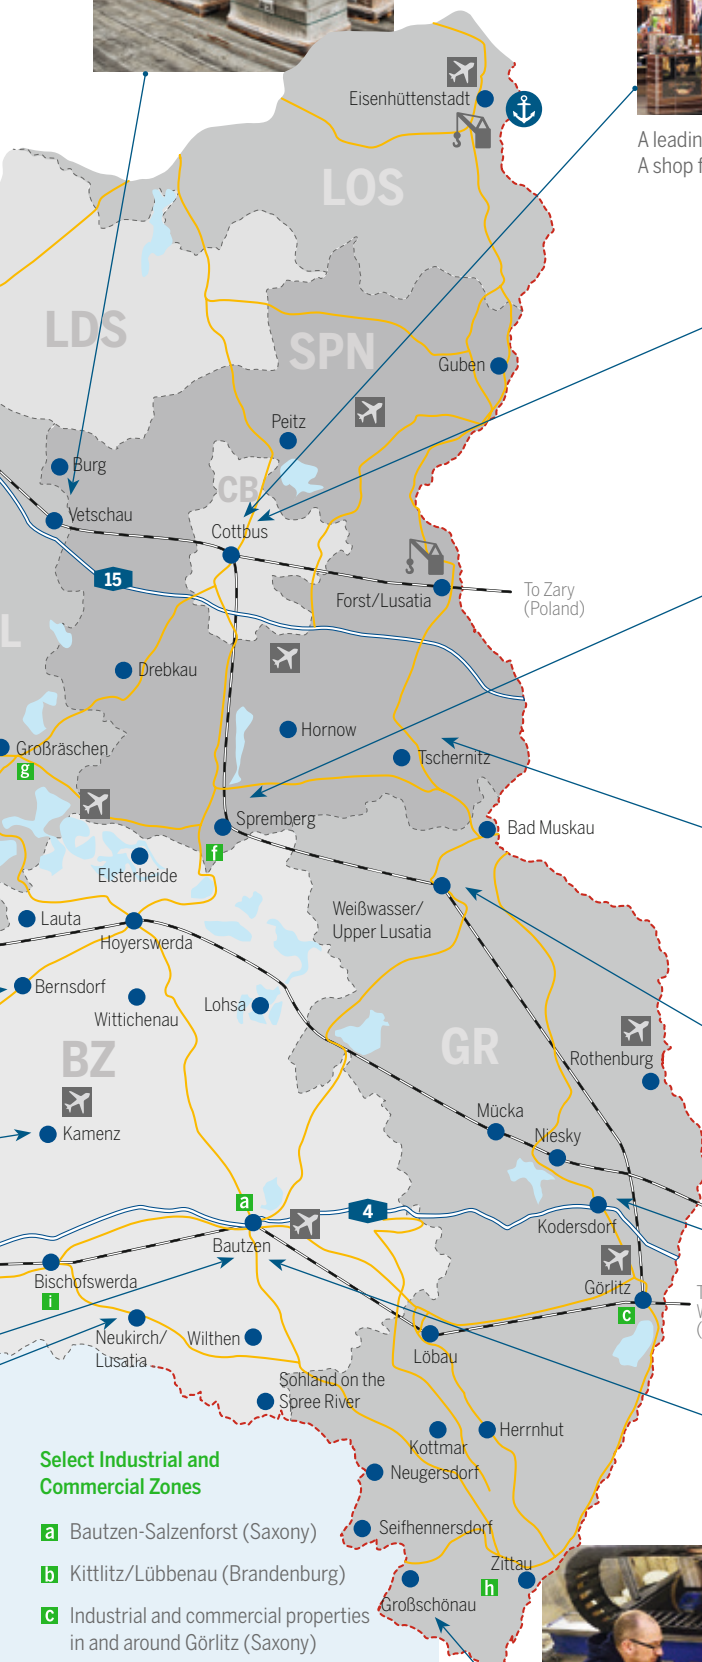 Eisenhüttenstadt
A leadin
A shop f
LOS
LDS
SPN
Guben
Peitz
Burg
CB
Vetschau
Cottbus
15
Forst/Lusatia
To Zary
(Poland)
L
Drebkau
Hornow
Großräschen
Tschernitz
g
Spremberg
Bad Muskau
f
Elsterheide
Weißwasser/
Upper Lusatia
Lauta
Hoyerswerda
Bernsdorf
Wittichenau
Lohsa
BZ
GR
Rothenburg
Mücka
Kamenz
Niesky
a
4
Kodersdorf
Bautzen
Bischofswerda
Görlitz
i
c
T
W
(
Neukirch/
Lusatia
Wilthen
Löbau
Sohland on the
Spree River
Herrnhut
Kottmar
Neugersdorf
Seifhennersdorf
Zittau
h
Großschönau
Select Industrial and
Commercial Zones
a Bautzen-Salzenforst (Saxony)
b Kittlitz/Lübbenau (Brandenburg)
c Industrial and commercial properties
in and around Görlitz (Saxony)